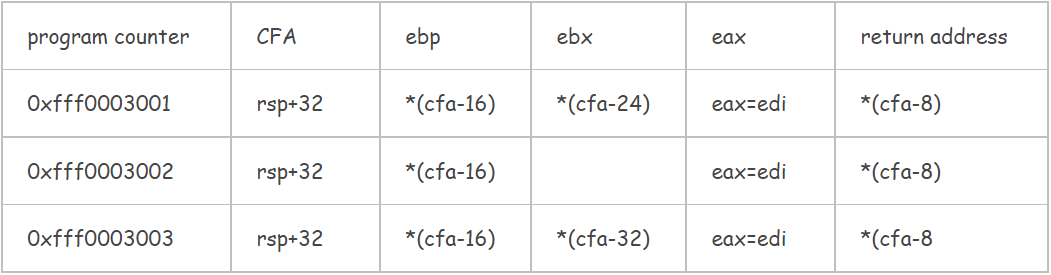 program counter CFA ebp ebx eax return address
0xfff0003001 rsp+32 *(cfa-16) *(cfa-24) eax=edi *(cfa-8)
0xfff0003002 rsp+32 *(cfa-16) eax=edi *(cfa-8)
0xfff0003003 rsp+32 *(cfa-16) *(cfa-32) eax=edi *(cfa-8